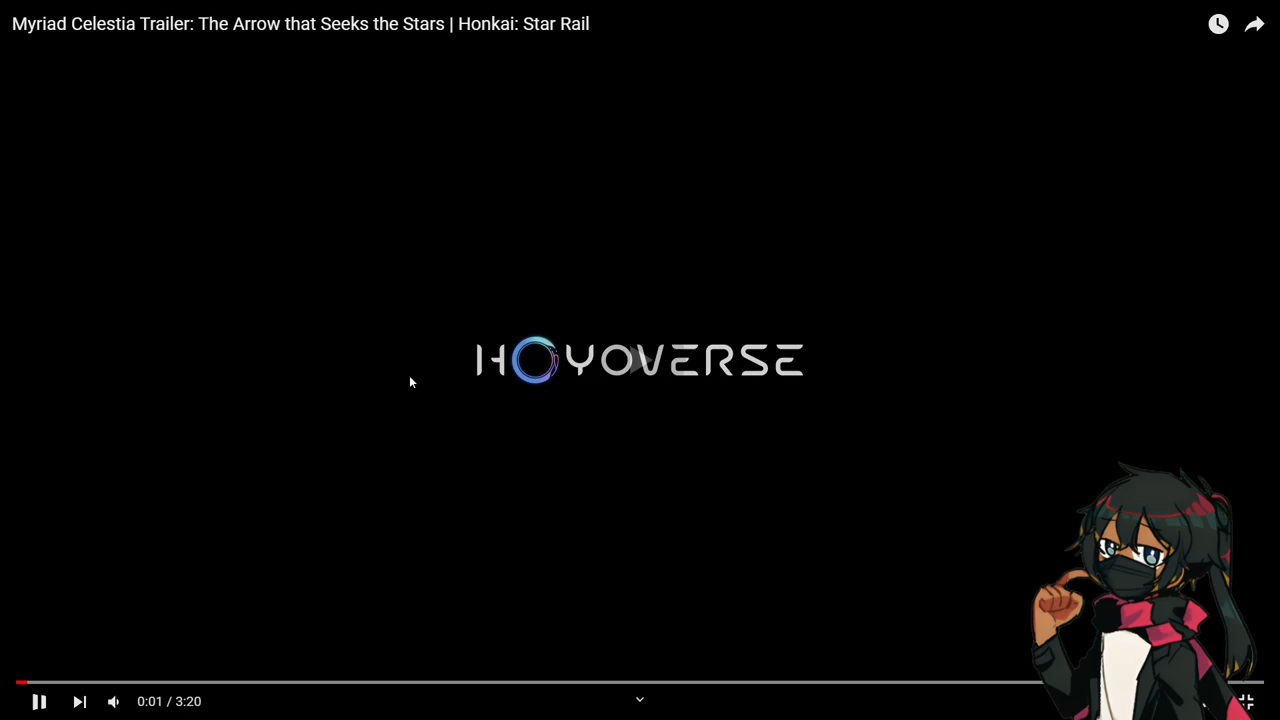 Myriad Celestia Trailer: The Arrow that Seeks the Stars | Honkai: Star Rail
HOYOVERSE
0:01 / 3:20